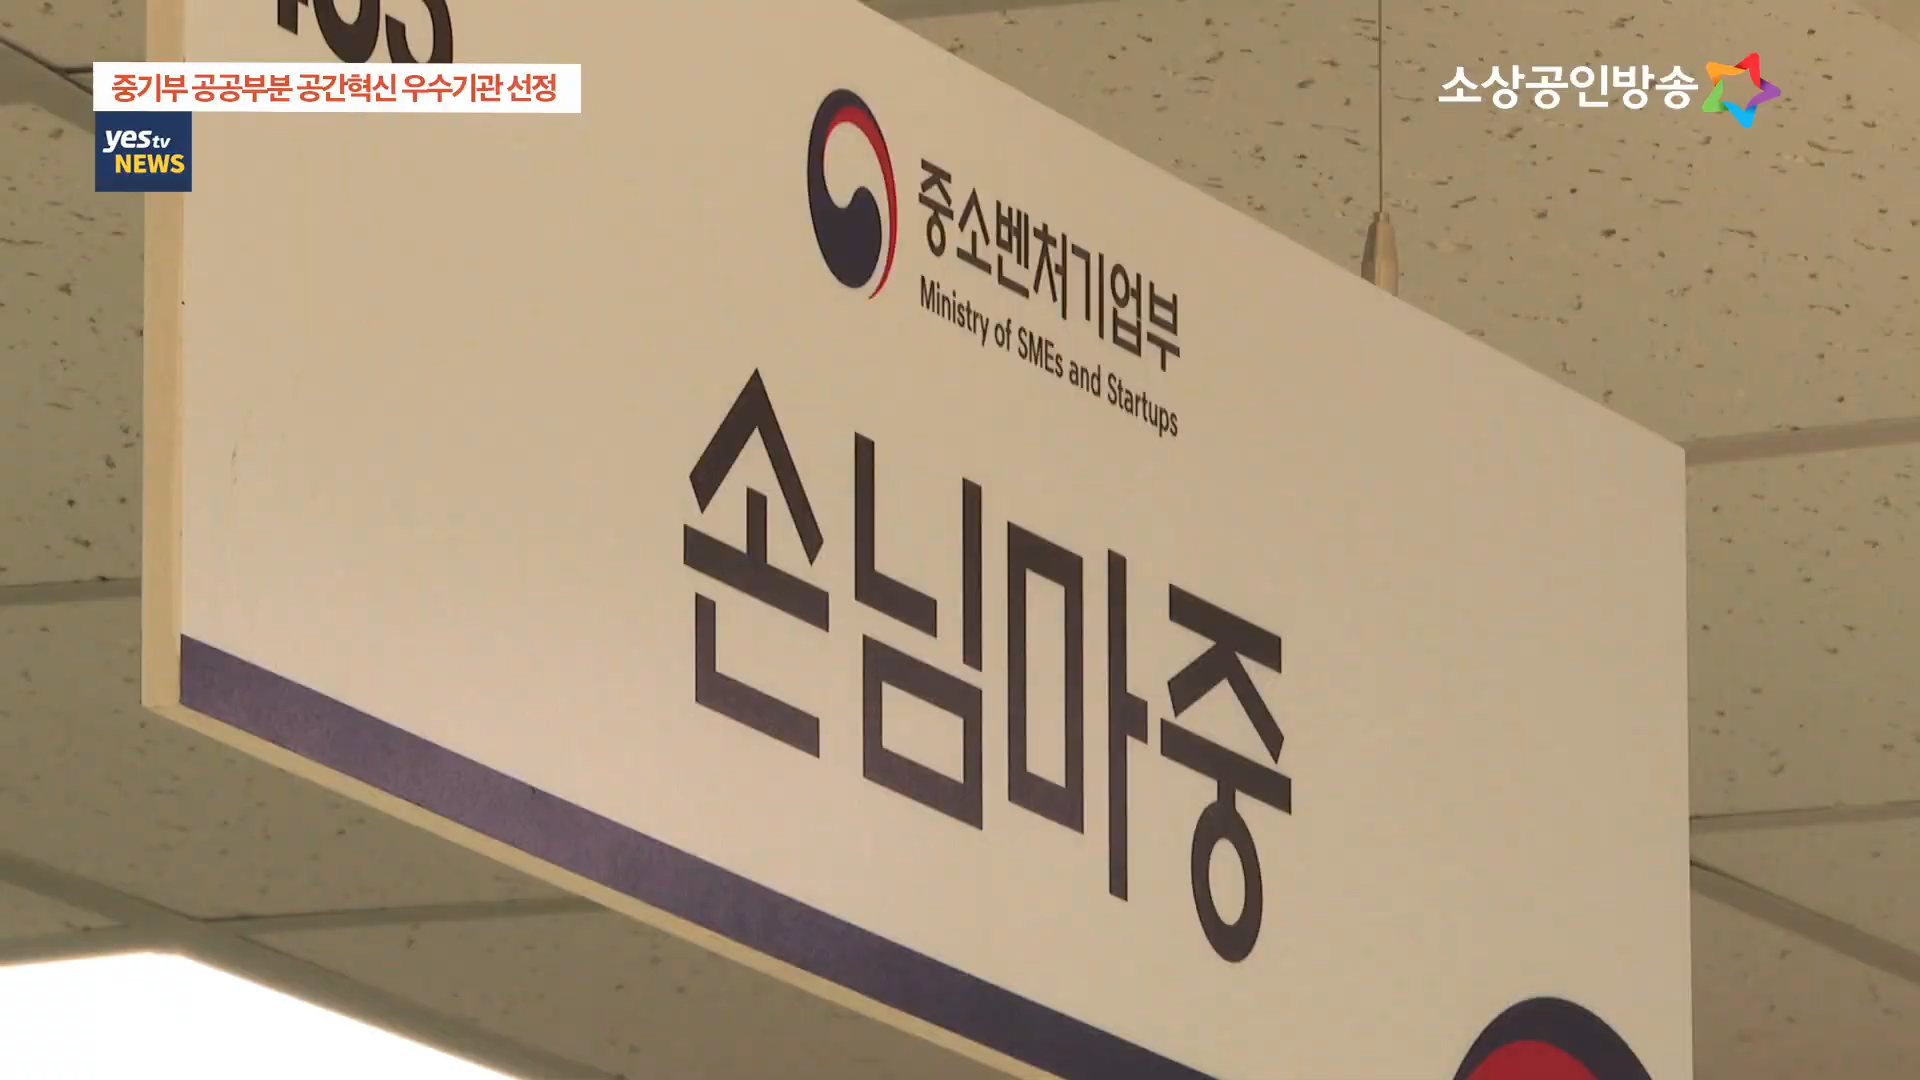 중기부 공공부분 공간혁신 우수기관 선정
소상공인방송
yestv
NEWS
중소벤처기업부
Ministry of SMEs and Startups
손님마중